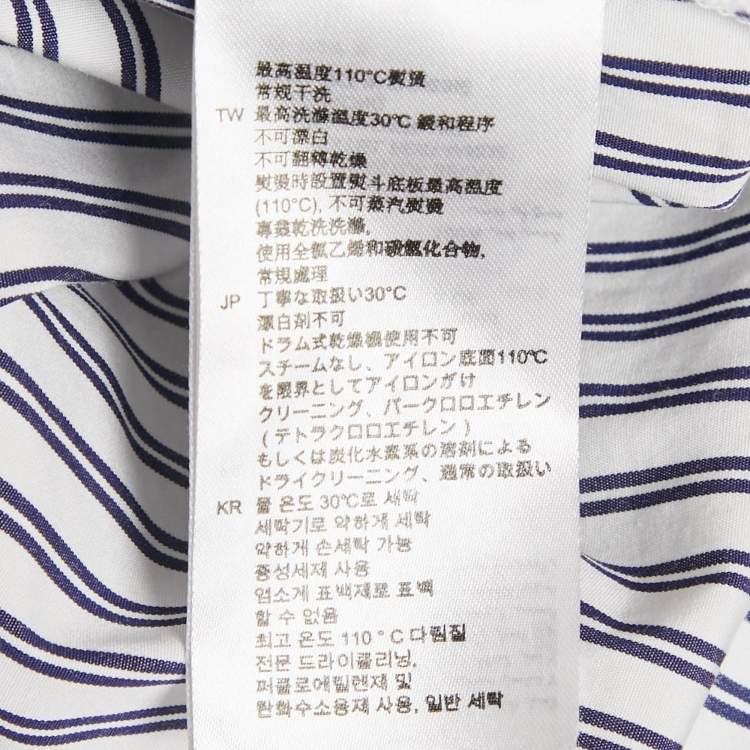 最高温度110°C熨烫
常规干洗
TW 最高洗滌溫度30°C 緩和程序
不可漂白
不可翻轉乾燥
熨燙時設置熨斗底板最高溫度
(110°C), 不可蒸汽熨燙
專業乾洗洗滌,
使用全氯乙烯和碳氫化合物,
常規處理
JP 丁寧な取扱い30°C
漂白剤不可
ドラム式乾燥機使用不可
スチームなし、アイロン底面110°C
を限界としてアイロンがけ
クリーニング、パークロロエチレン
(テトラクロロエチレン)
もしくは炭化水素系の溶剤による
ドライクリーニング、通常の取扱い
KR 물 온도 30°C로 세탁
세탁기로 약하게 세탁
약하게 손세탁 가능
중성세제 사용
염소계 표백제로 표백
할 수 없음
최고 온도 110 ° C 다림질
전문 드라이클리닝,
퍼클로에틸렌제 및
탄화수소용제 사용, 일반 세탁